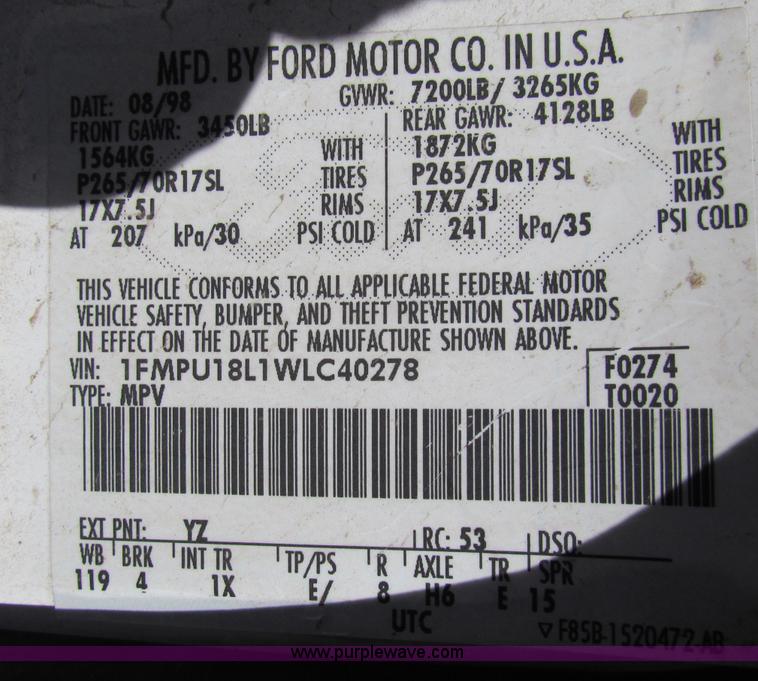 MFD. BY FORD MOTOR CO. IN U.S.A.
DATE: 08/98 GVWR: 7200LB/ 3265KG
FRONT GAWR: 3450LB REAR GAWR: 4128LB
1564KG WITH 1872KG WITH
P265/70R17SL TIRES P265/70R17SL TIRES
17X7.5J RIMS 17X7.5J RIMS
AT 207 kPa/30 PSI COLD AT 241 kPa/35 PSI COLD
THIS VEHICLE CONFORMS TO ALL APPLICABLE FEDERAL MOTOR
VEHICLE SAFETY, BUMPER, AND THEFT PREVENTION STANDARDS
IN EFFECT ON THE DATE OF MANUFACTURE SHOWN ABOVE.
VIN: 1FMPU18L1WLC40278 F0274
TYPE: MPV T0020
EXT PNT: YZ RC: 53 DSO:
WB BRK INT TR TP/PS R AXLE TR SPR
119 4 1X E/ 8 H6 E 15
UTC ▽ F85B-1520472-AB
www.purplewave.com